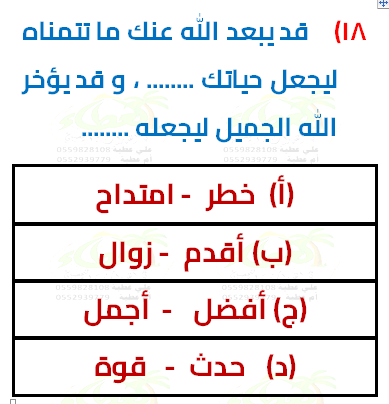 ١٨) قد يبعد الله عنك ما تتمناه
ليجعل حياتك ........ ، و قد يؤخر
الله الجميل ليجعله ........
(أ) خطر - امتداح
(ب) أقدم - زوال
(ج) أفضل - أجمل
(د) حدث - قوة